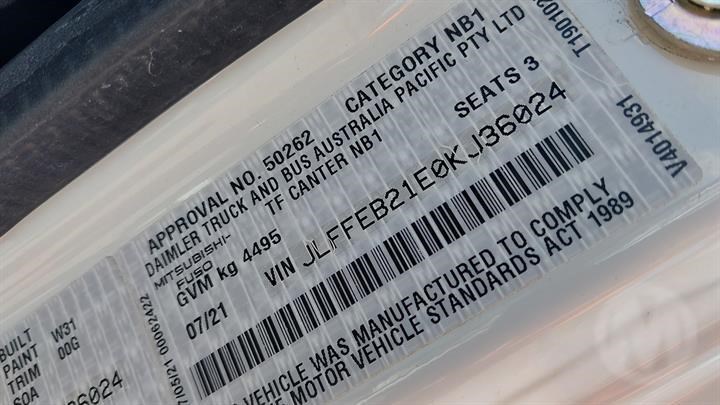 APPROVAL NO. 50262 CATEGORY NB1
DAIMLER TRUCK AND BUS AUSTRALIA PACIFIC PTY LTD
MITSUBISHI-FUSO TF CANTER NB1
GVM kg 4495 SEATS 3
VIN JLFFEB21E0KJ36024
07/21
VEHICLE WAS MANUFACTURED TO COMPLY
MOTOR VEHICLE STANDARDS ACT 1989
V4014931
00062422
BUILT
PAINT W31
TRIM 00G
SOA
36024
M